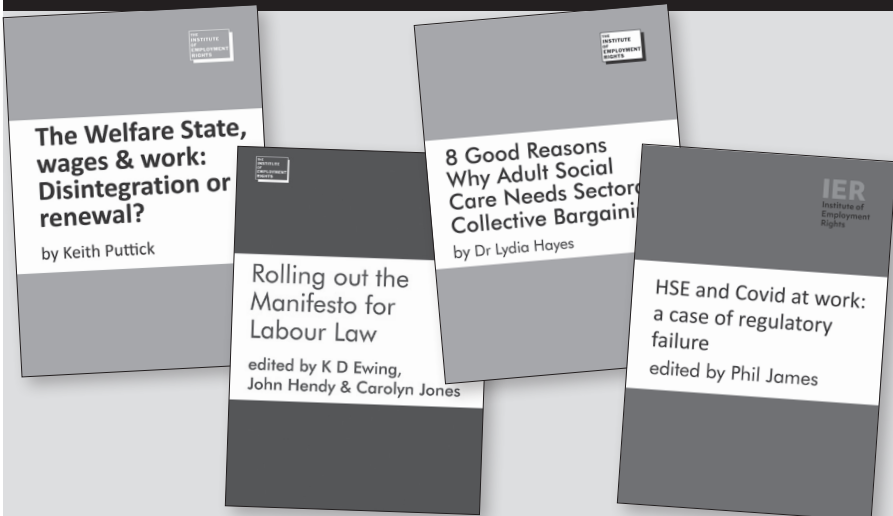 THE
INSTITUTE
OF
EMPLOYMENT
RIGHTS
The Welfare State,
wages & work:
Disintegration or
renewal?
by Keith Puttick
THE
INSTITUTE
OF
EMPLOYMENT
RIGHTS
Rolling out the
Manifesto for
Labour Law
edited by K D Ewing,
John Hendy & Carolyn Jones
THE
INSTITUTE
OF
EMPLOYMENT
RIGHTS
8 Good Reasons
Why Adult Social
Care Needs
Collective
by Dr Lydia Hayes
IER
Institute of
Employment
Rights
HSE and Covid at work:
a case of regulatory
failure
edited by Phil James